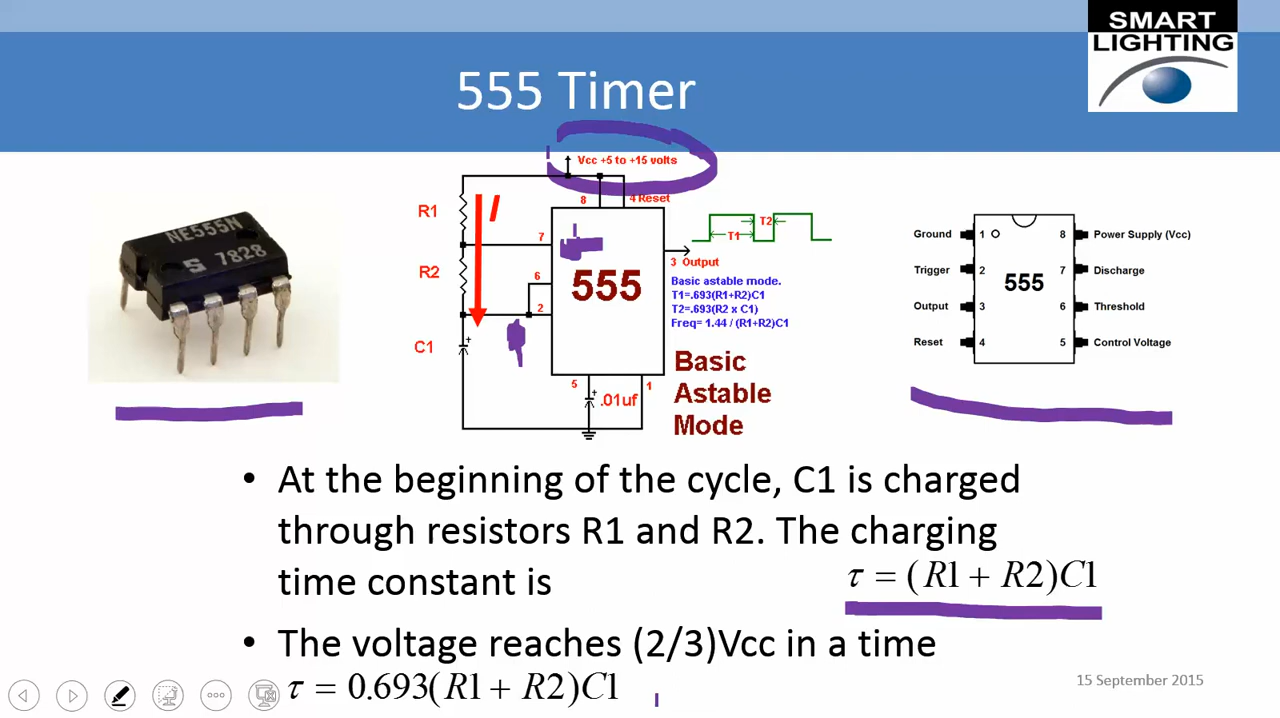 SMART
LIGHTING
555 Timer
Vcc +5 to +15 volts
8
4 Reset
R1
I
7
R2
6
555
2
C1
+
5
1
+
.01uf
T1
T2
3 Output
Basic astable mode.
T1=.693(R1+R2)C1
T2=.693(R2 x C1)
Freq= 1.44 / (R1+R2)C1
Basic
Astable
Mode
NE555N
S 7828
Ground 1 8 Power Supply (Vcc)
Trigger 2 555 7 Discharge
Output 3 6 Threshold
Reset 4 5 Control Voltage
• At the beginning of the cycle, C1 is charged
through resistors R1 and R2. The charging
time constant is τ = (R1 + R2)C1
• The voltage reaches (2/3)Vcc in a time
τ = 0.693(R1 + R2)C1
15 September 2015